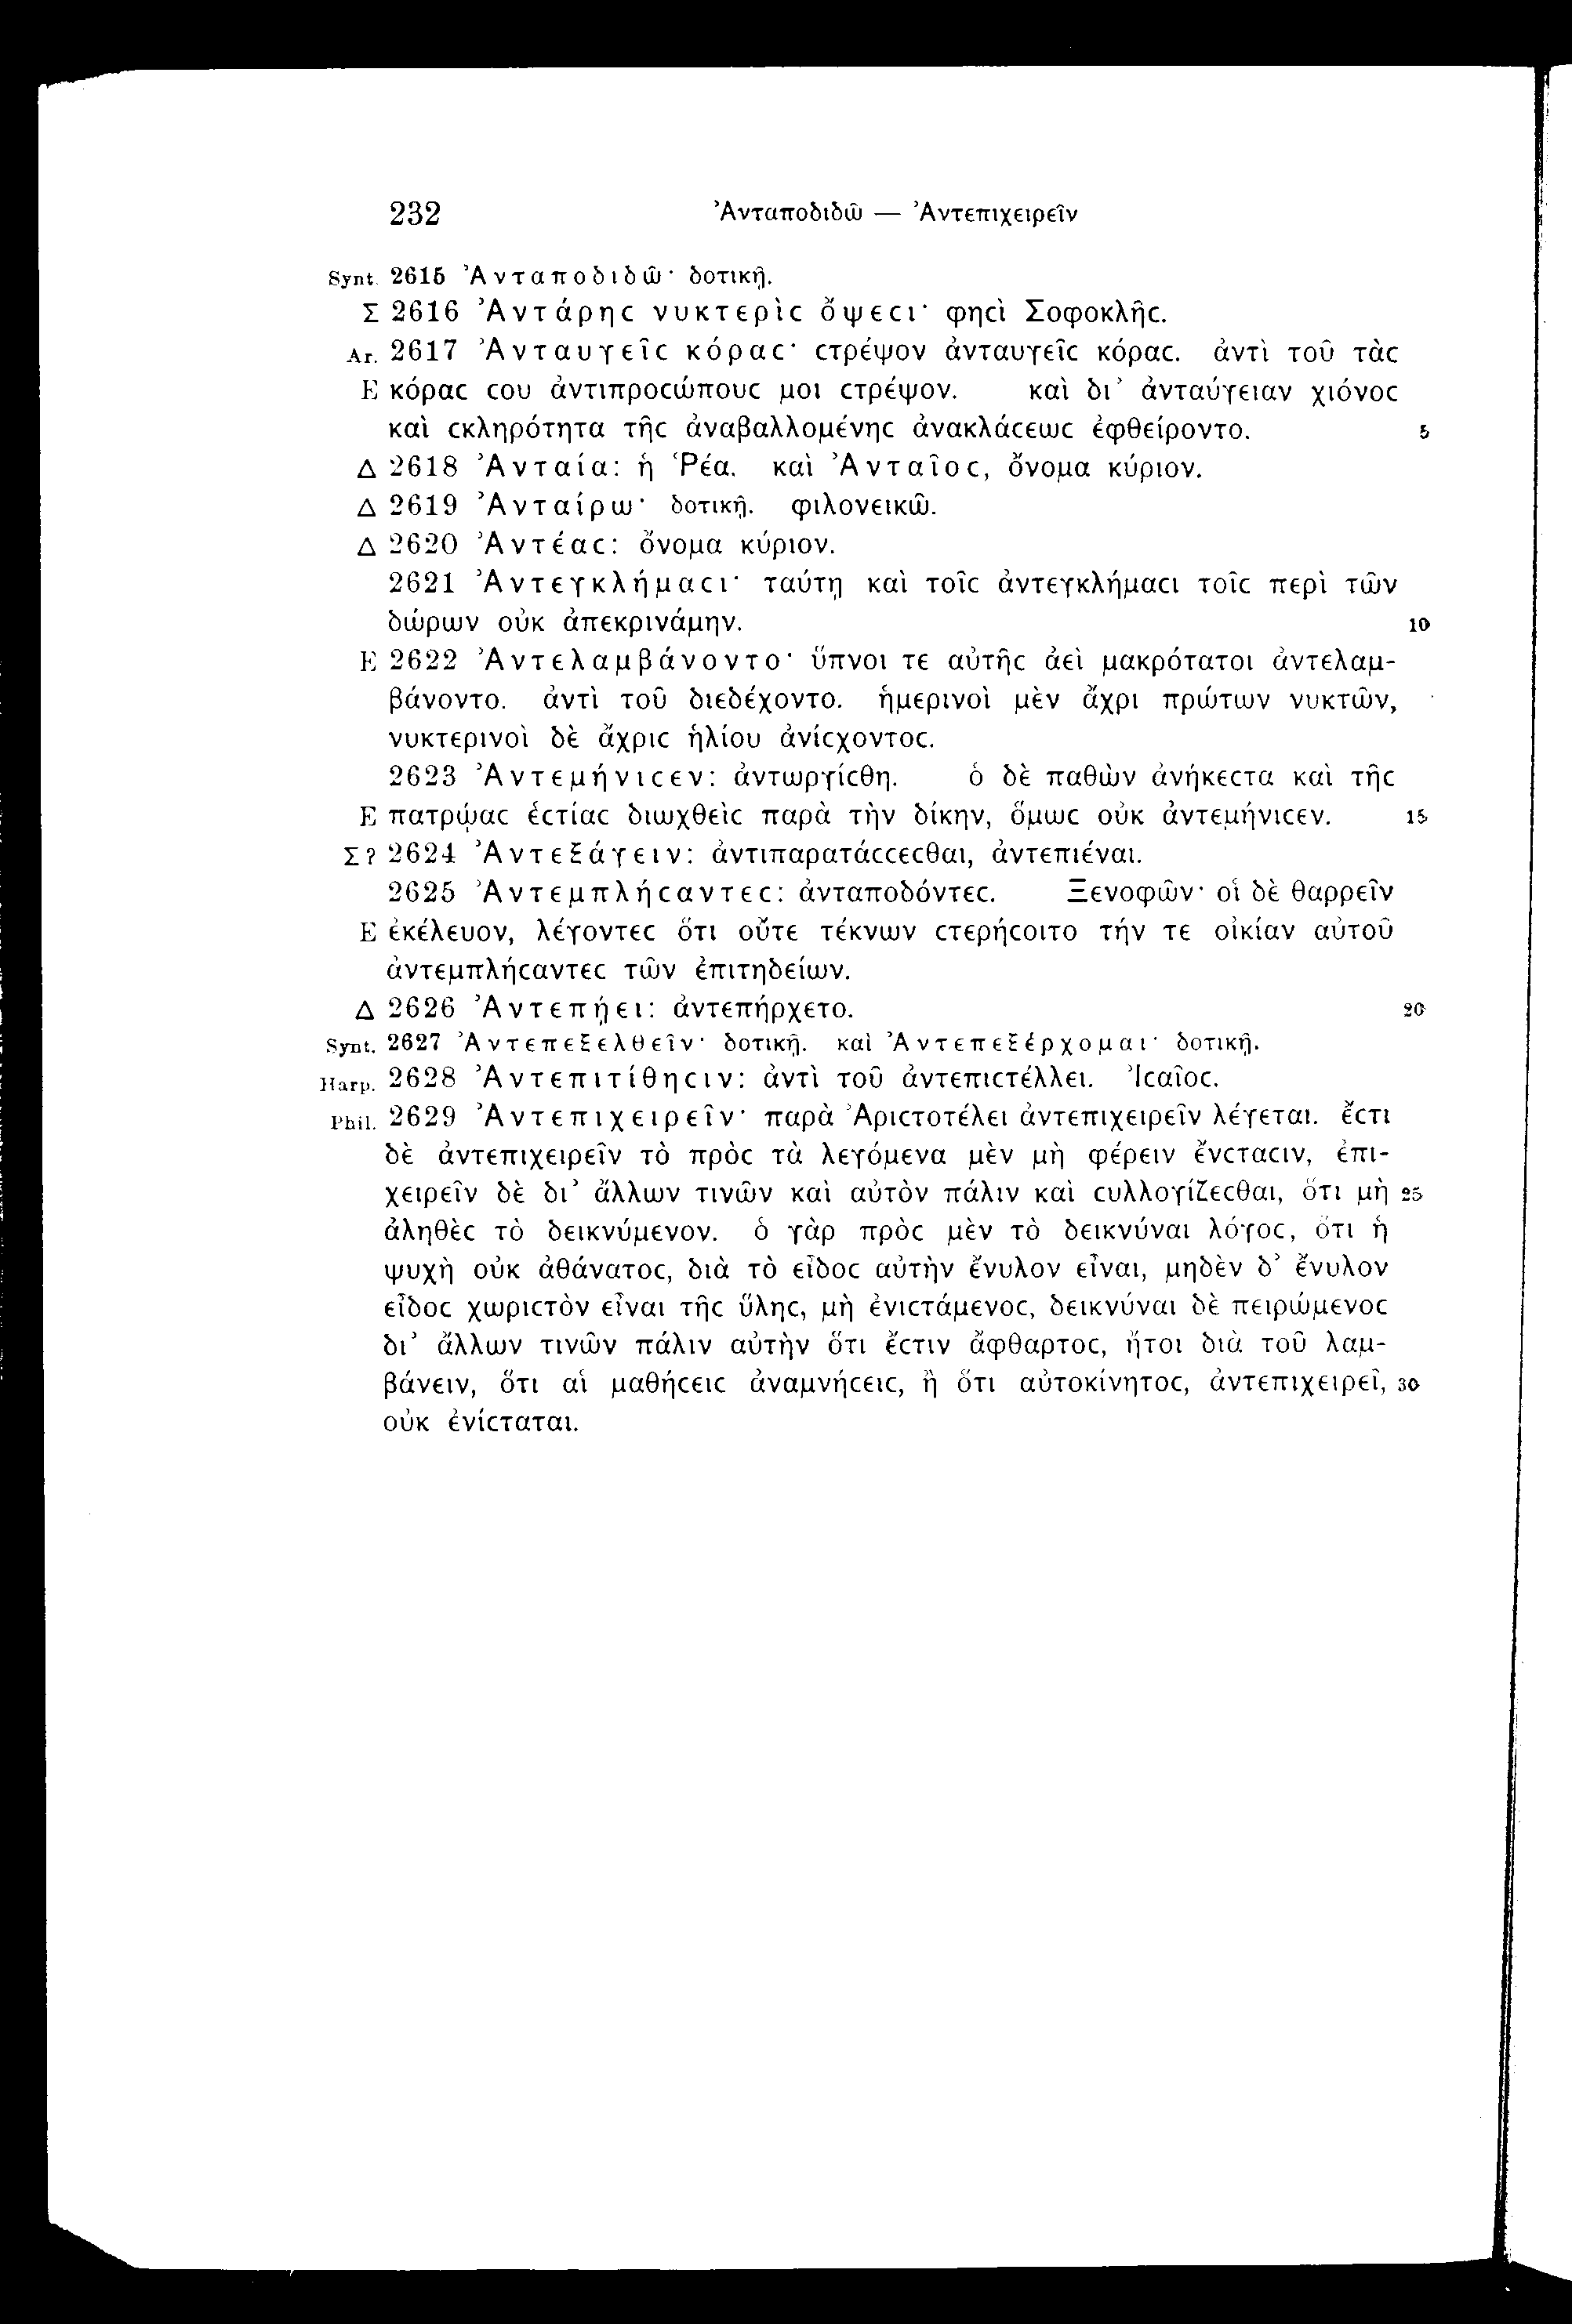 232 Ἀνταποδιδῶ — Ἀντεπιχειρεῖν
Synt. 2615 Ἀνταποδιδῶ· δοτικῇ.
Σ 2616 Ἀντάρηϲ νυκτερὶϲ ὄψεϲι· φηϲὶ Σοφοκλῆϲ.
Ar. 2617 Ἀνταυγεῖϲ κόραϲ· ϲτρέψον ἀνταυγεῖϲ κόραϲ. ἀντὶ τοῦ τὰϲ
E κόραϲ ϲου ἀντιπροϲώπουϲ μοι ϲτρέψον. καὶ δι’ ἀνταύγειαν χιόνοϲ
καὶ ϲκληρότητα τῆϲ ἀναβαλλομένηϲ ἀνακλάϲεωϲ ἐφθείροντο. 5
Δ 2618 Ἀνταία: ἡ Ῥέα. καὶ Ἀνταῖοϲ, ὄνομα κύριον.
Δ 2619 Ἀνταίρω· δοτικῇ. φιλονεικῶ.
Δ 2620 Ἀντέαϲ: ὄνομα κύριον.
2621 Ἀντεγκλήμαϲι· ταύτῃ καὶ τοῖϲ ἀντεγκλήμαϲι τοῖϲ περὶ τῶν
δώρων οὐκ ἀπεκρινάμην. 10
E 2622 Ἀντελαμβάνοντο· ὕπνοι τε αὐτῆϲ ἀεὶ μακρότατοι ἀντελαμ-
βάνοντο. ἀντὶ τοῦ διεδέχοντο. ἡμερινοὶ μὲν ἄχρι πρώτων νυκτῶν,
νυκτερινοὶ δὲ ἄχριϲ ἡλίου ἀνίϲχοντοϲ.
2623 Ἀντεμήνιϲεν: ἀντωργίϲθη. ὁ δὲ παθὼν ἀνήκεϲτα καὶ τῆϲ
E πατρῴαϲ ἑϲτίαϲ διωχθεὶϲ παρὰ τὴν δίκην, ὅμωϲ οὐκ ἀντεμήνιϲεν. 15
Σ? 2624 Ἀντεξάγειν: ἀντιπαρατάϲϲεϲθαι, ἀντεπιέναι.
2625 Ἀντεμπλήϲαντεϲ: ἀνταποδόντεϲ. Ξενοφῶν· οἱ δὲ θαρρεῖν
E ἐκέλευον, λέγοντεϲ ὅτι οὔτε τέκνων ϲτερήϲοιτο τήν τε οἰκίαν αὐτοῦ
ἀντεμπλήϲαντεϲ τῶν ἐπιτηδείων.
Δ 2626 Ἀντεπῄει: ἀντεπήρχετο. 20
Synt. 2627 Ἀντεπεξελθεῖν· δοτικῇ. καὶ Ἀντεπεξέρχομαι· δοτικῇ.
Harp. 2628 Ἀντεπιτίθηϲιν: ἀντὶ τοῦ ἀντεπιϲτέλλει. Ἰϲαῖοϲ.
Phil. 2629 Ἀντεπιχειρεῖν· παρὰ Ἀριϲτοτέλει ἀντεπιχειρεῖν λέγεται. ἔϲτι
δὲ ἀντεπιχειρεῖν τὸ πρὸϲ τὰ λεγόμενα μὲν μὴ φέρειν ἔνϲταϲιν, ἐπι-
χειρεῖν δὲ δι’ ἄλλων τινῶν καὶ αὐτὸν πάλιν καὶ ϲυλλογίζεϲθαι, ὅτι μὴ 25
ἀληθὲϲ τὸ δεικνύμενον. ὁ γὰρ πρὸϲ μὲν τὸ δεικνύναι λόγοϲ, ὅτι ἡ
ψυχὴ οὐκ ἀθάνατοϲ, διὰ τὸ εἶδοϲ αὐτὴν ἔνυλον εἶναι, μηδὲν δ’ ἔνυλον
εἶδοϲ χωριϲτὸν εἶναι τῆϲ ὕληϲ, μὴ ἐνιϲτάμενοϲ, δεικνύναι δὲ πειρώμενοϲ
δι’ ἄλλων τινῶν πάλιν αὐτὴν ὅτι ἔϲτιν ἄφθαρτοϲ, ἤτοι διὰ τοῦ λαμ-
βάνειν, ὅτι αἱ μαθήϲειϲ ἀναμνήϲειϲ, ἢ ὅτι αὐτοκίνητοϲ, ἀντεπιχειρεῖ, 30
οὐκ ἐνίϲταται.